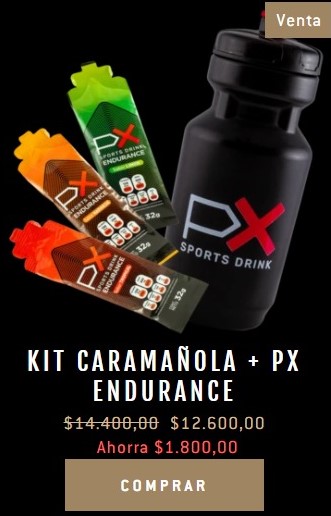 Venta
PX
SPORTS DRINK
ENDURANCE
32g
PX
SPORTS DRINK
ENDURANCE
32g
PX
SPORTS DRINK
ENDURANCE
32g
PX
SPORTS DRINK
KIT CARAMAÑOLA + PX
ENDURANCE
$14.400,00 $12.600,00
Ahorra $1.800,00
COMPRAR